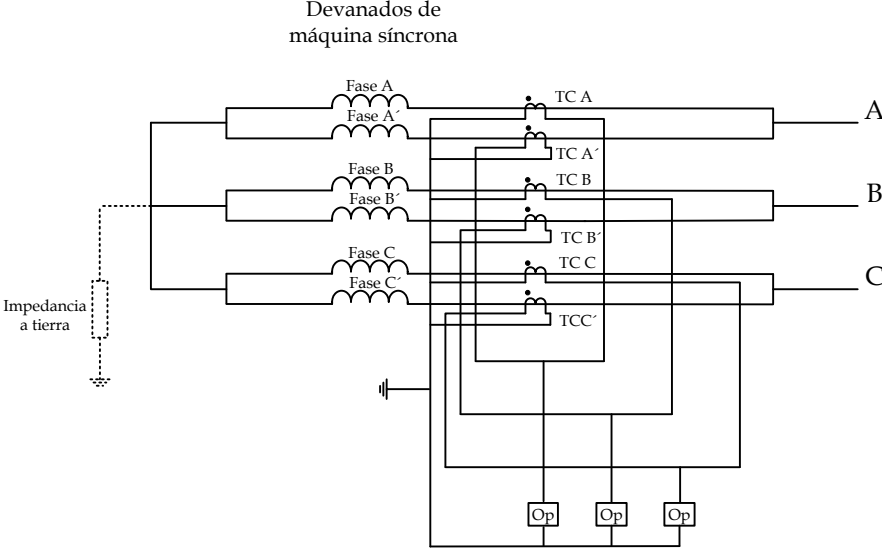 Devanados de
máquina síncrona
Fase A
TC A
A
Fase A´
TC A´
Fase B
TC B
B
Fase B´
TC B´
Fase C
TC C
C
Fase C´
TCC´
Impedancia
a tierra
Op
Op
Op